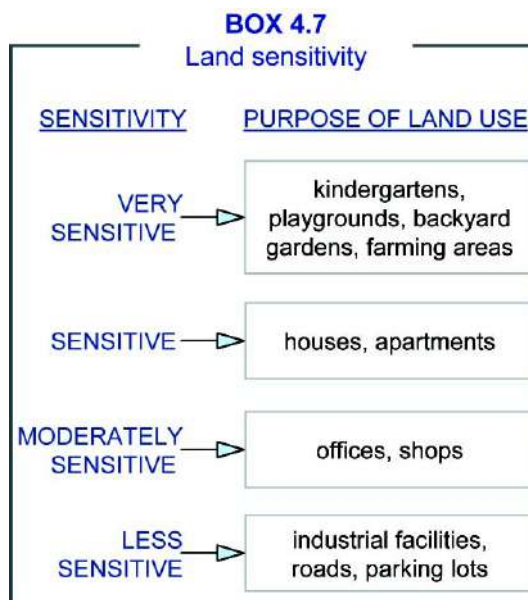 BOX 4.7
Land sensitivity
SENSITIVITY PURPOSE OF LAND USE
VERY
SENSITIVE
kindergartens,
playgrounds, backyard
gardens, farming areas
SENSITIVE
houses, apartments
MODERATELY
SENSITIVE
offices, shops
LESS
SENSITIVE
industrial facilities,
roads, parking lots